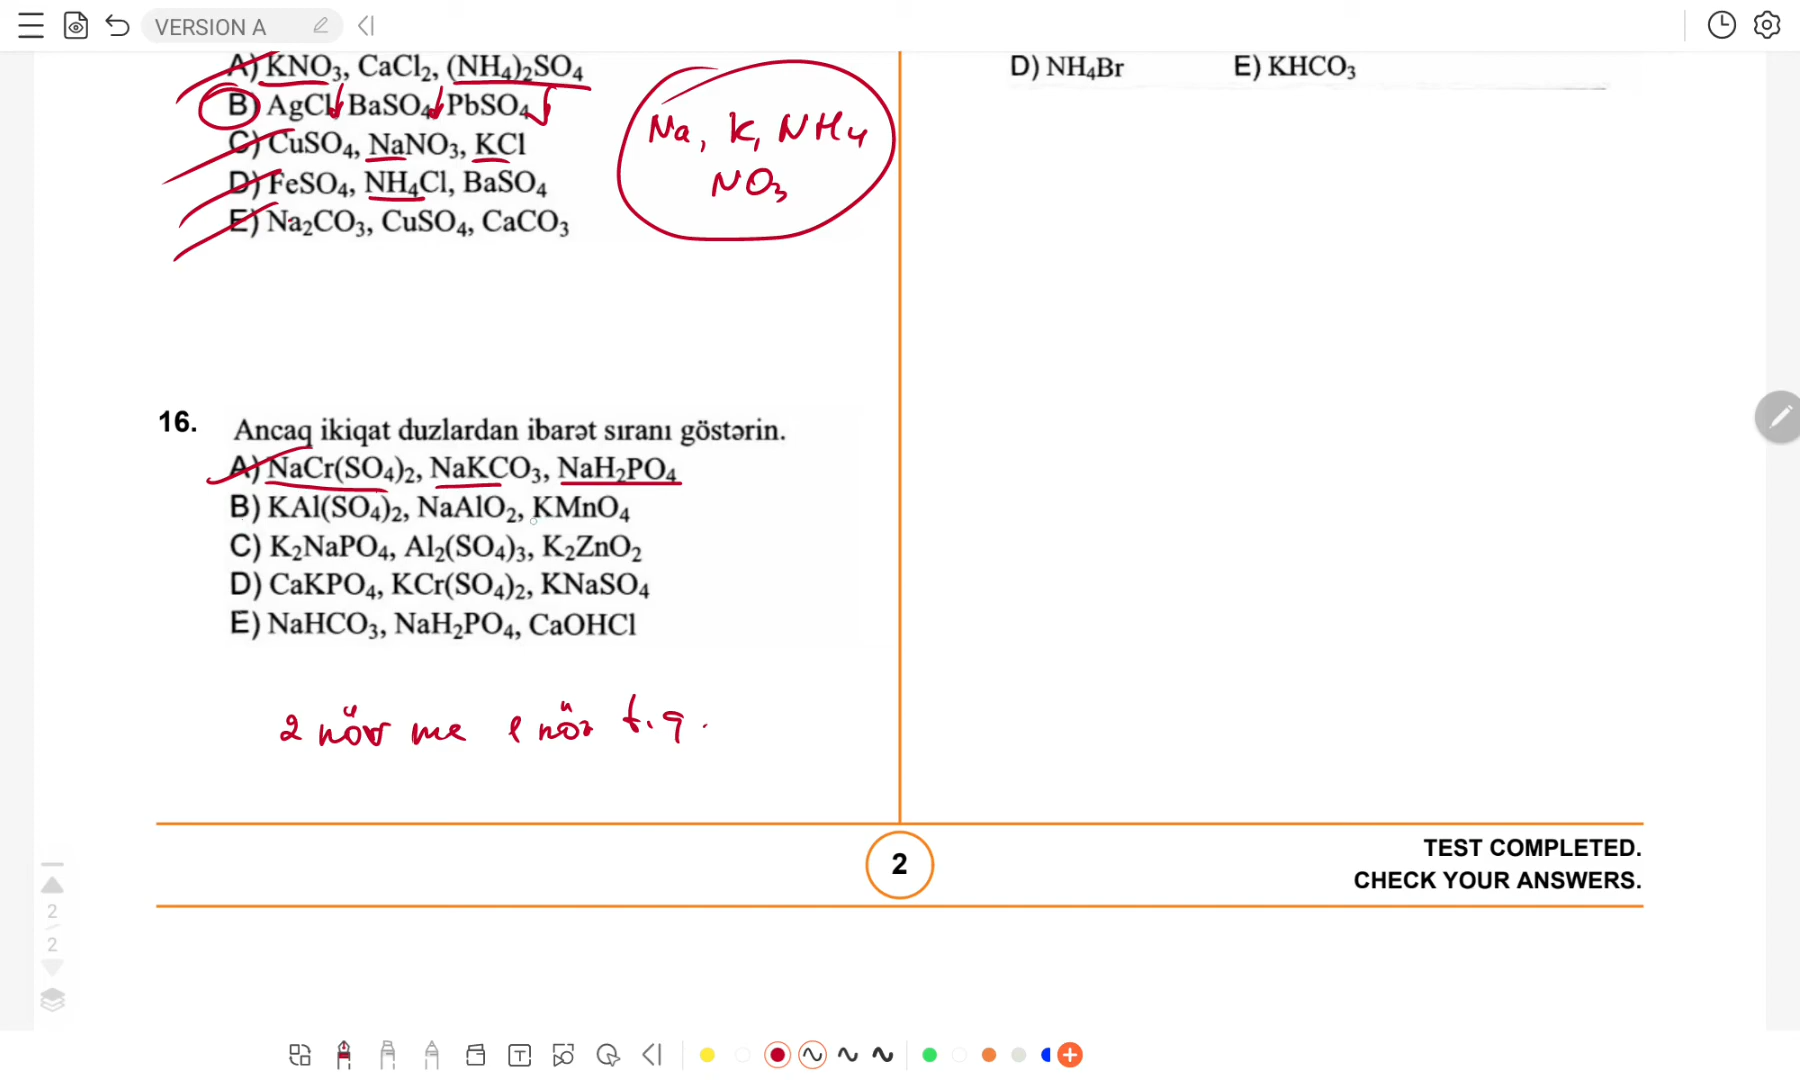 VERSION A
A) KNO₃, CaCl₂, (NH₄)₂SO₄
B) AgCl, BaSO₄, PbSO₄
C) CuSO₄, NaNO₃, KCl
D) FeSO₄, NH₄Cl, BaSO₄
E) Na₂CO₃, CuSO₄, CaCO₃
Na, K, NH₄
NO₃
16. Ancaq ikiqat duzlardan ibarət sıranı göstərin.
A) NaCr(SO₄)₂, NaKCO₃, NaH₂PO₄
B) KAl(SO₄)₂, NaAlO₂, KMnO₄
C) K₂NaPO₄, Al₂(SO₄)₃, K₂ZnO₂
D) CaKPO₄, KCr(SO₄)₂, KNaSO₄
E) NaHCO₃, NaH₂PO₄, CaOHCl
2 növ me 1 növ t.q.
D) NH₄Br E) KHCO₃
2
TEST COMPLETED.
CHECK YOUR ANSWERS.
2
2